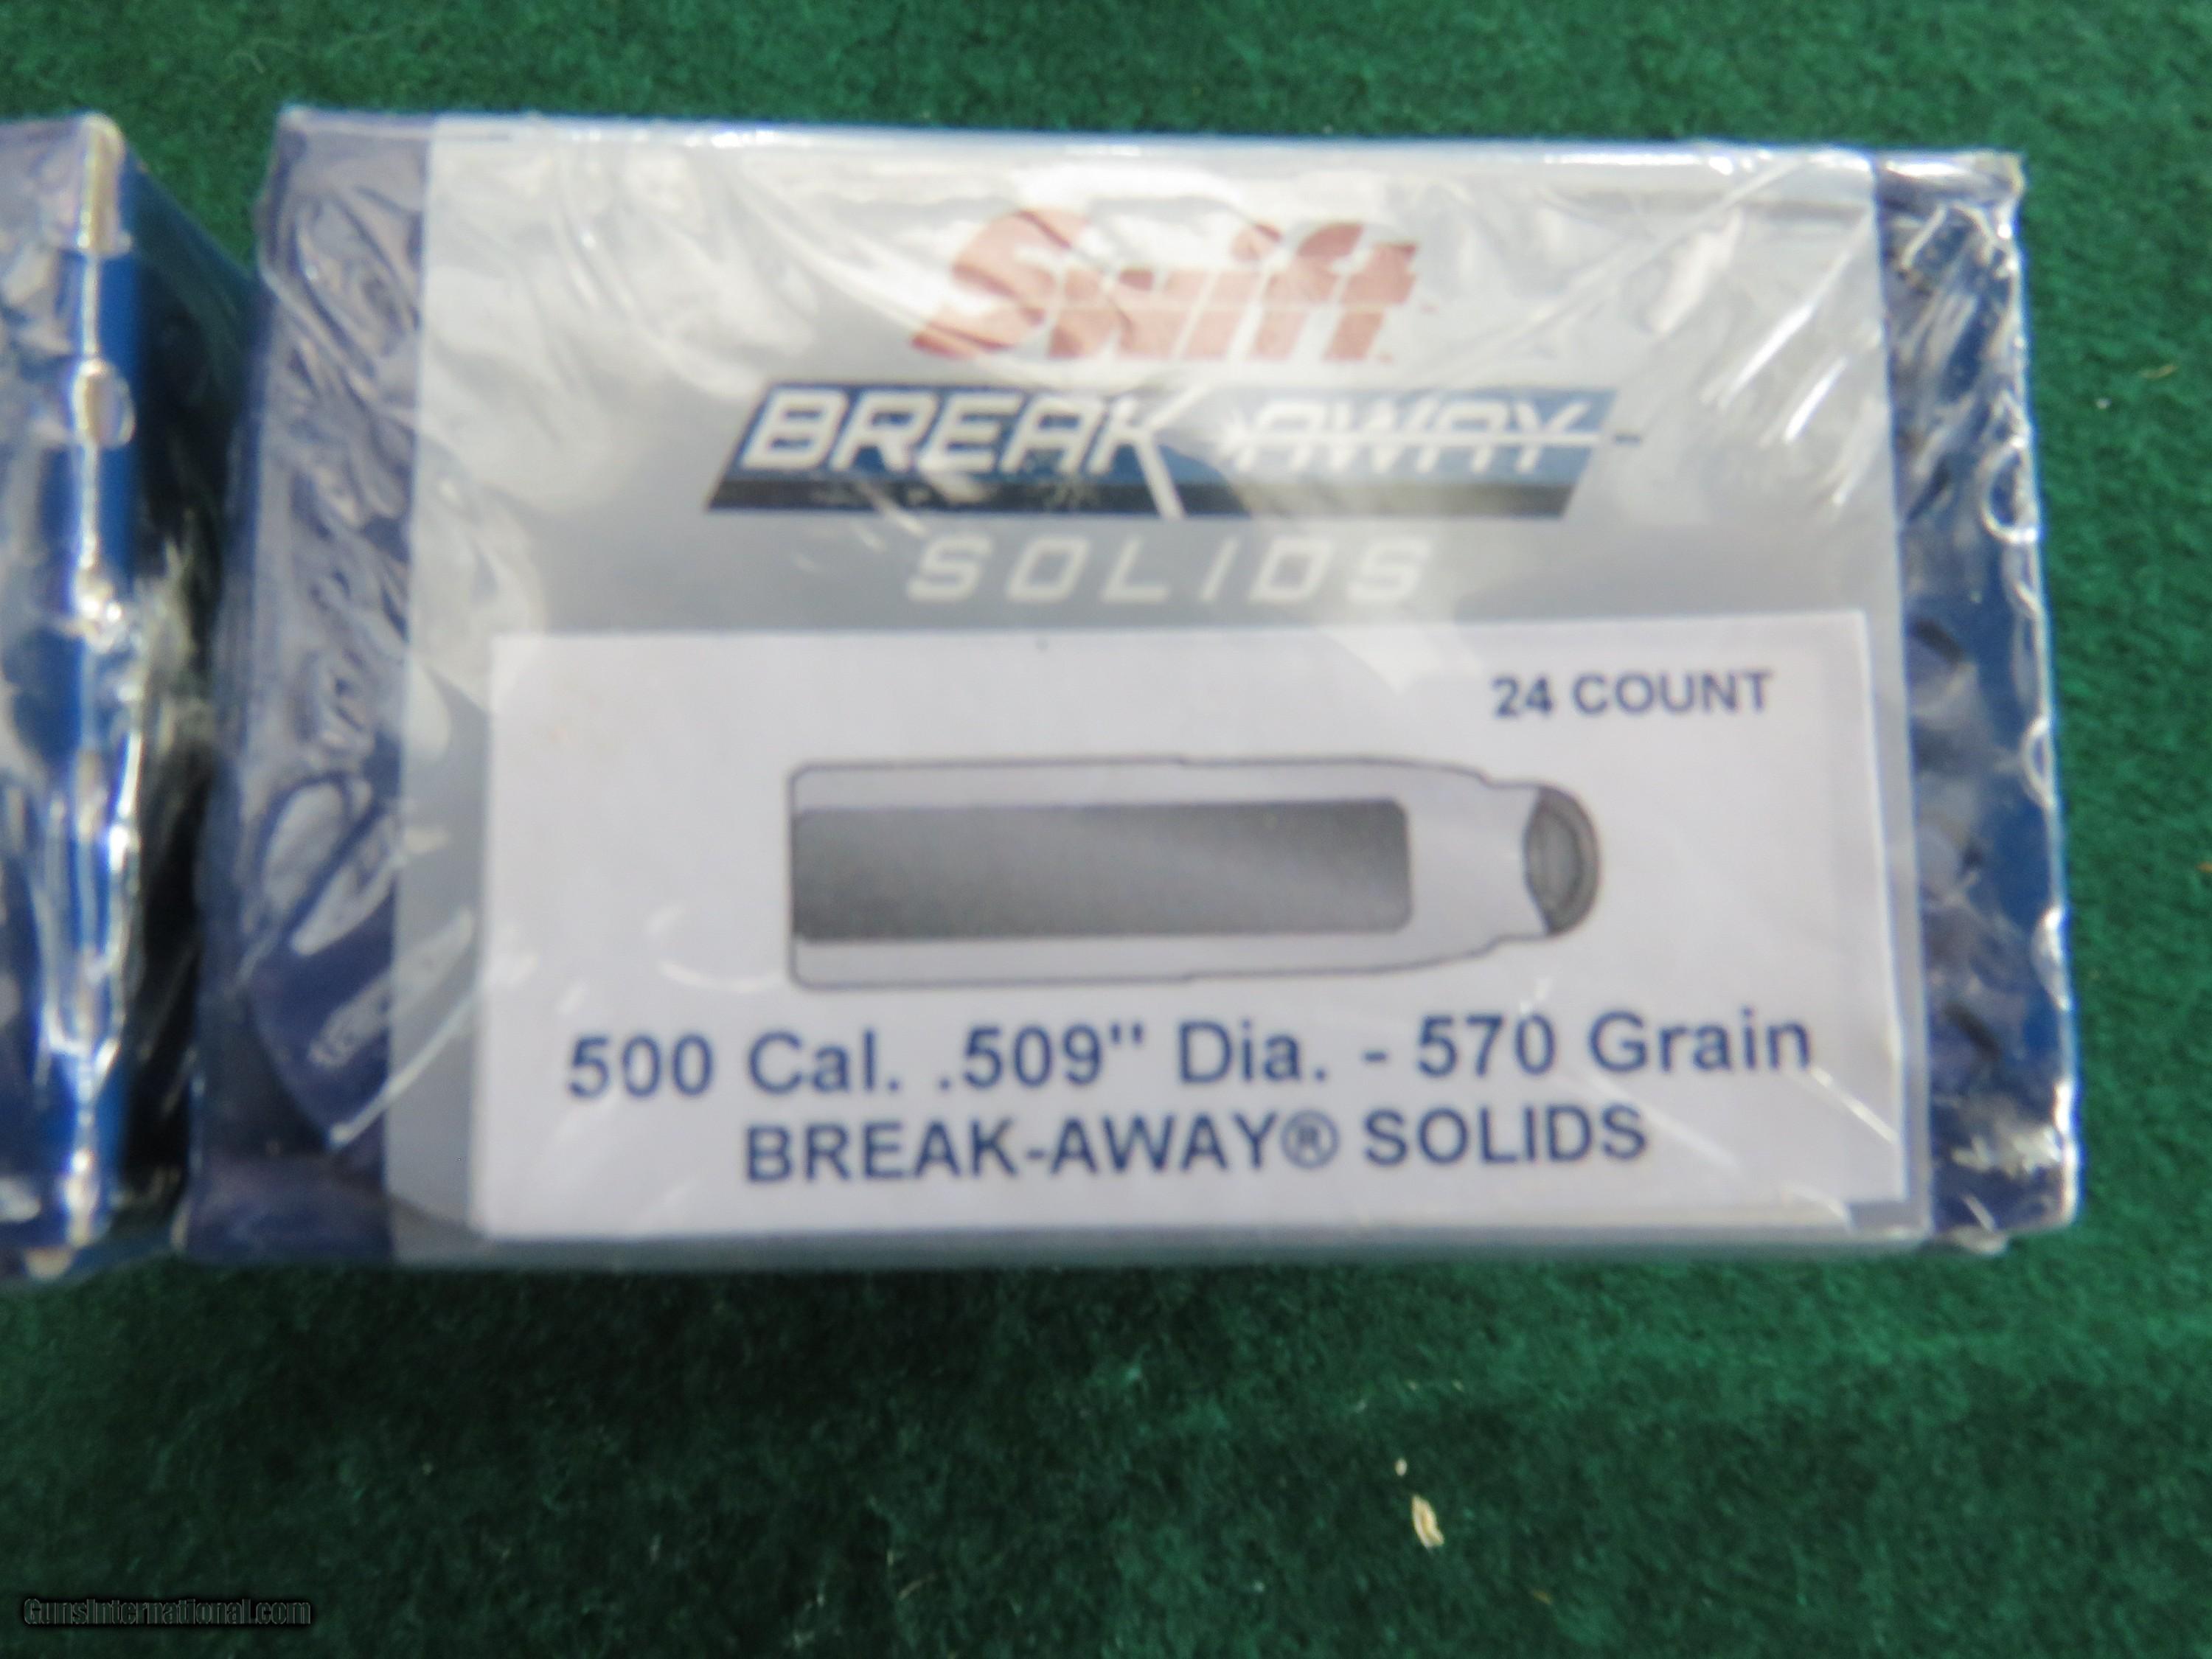 Swift
BREAK-AWAY
SOLIDS
24 COUNT
500 Cal. .509" Dia. - 570 Grain
BREAK-AWAY® SOLIDS
GunsInternational.com